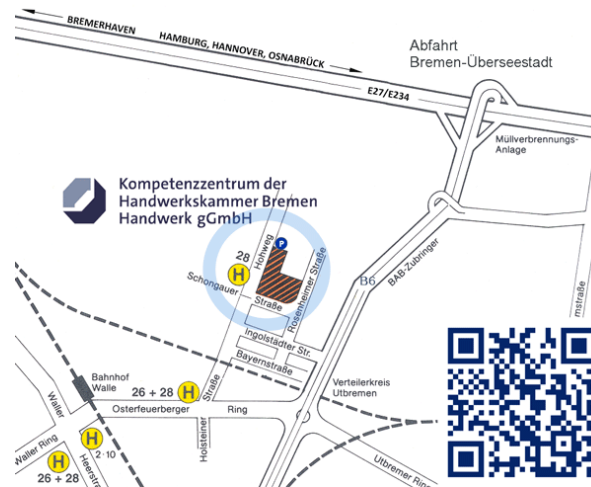 BREMERHAVEN
HAMBURG, HANNOVER, OSNABRÜCK
E27/E234
Abfahrt
Bremen-Überseestadt
Müllverbrennungs-
Anlage
Kompetenzzentrum der
Handwerkskammer Bremen
Handwerk gGmbH
P
Hohweg
28
H
Schongauer
Straße
Rosenheimer Straße
B6
BAB-Zubringer
mstraße
Ingolstädter Str.
Bayernstraße
Bahnhof
Walle
26 + 28
H
Straße
Holsteiner
Osterfeuerberger
Ring
Verteilerkreis
Utbremen
Waller
Waller Ring
H
2·10
H
26 + 28
Heerstra
Utbremer Ring